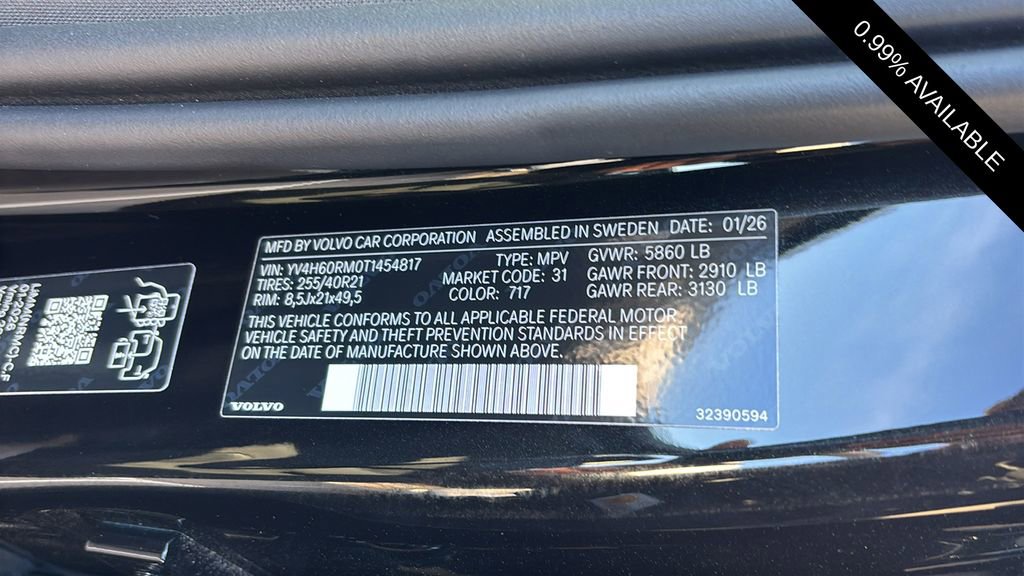 0.99% AVAILABLE
MFD BY VOLVO CAR CORPORATION ASSEMBLED IN SWEDEN DATE: 01/26
VIN: YV4H60RM0T1454817 TYPE: MPV GVWR: 5860 LB
TIRES: 255/40R21 MARKET CODE: 31 GAWR FRONT: 2910 LB
RIM: 8,5Jx21x49,5 COLOR: 717 GAWR REAR: 3130 LB
THIS VEHICLE CONFORMS TO ALL APPLICABLE FEDERAL MOTOR
VEHICLE SAFETY AND THEFT PREVENTION STANDARDS IN EFFECT
ON THE DATE OF MANUFACTURE SHOWN ABOVE.
VOLVO
32390594